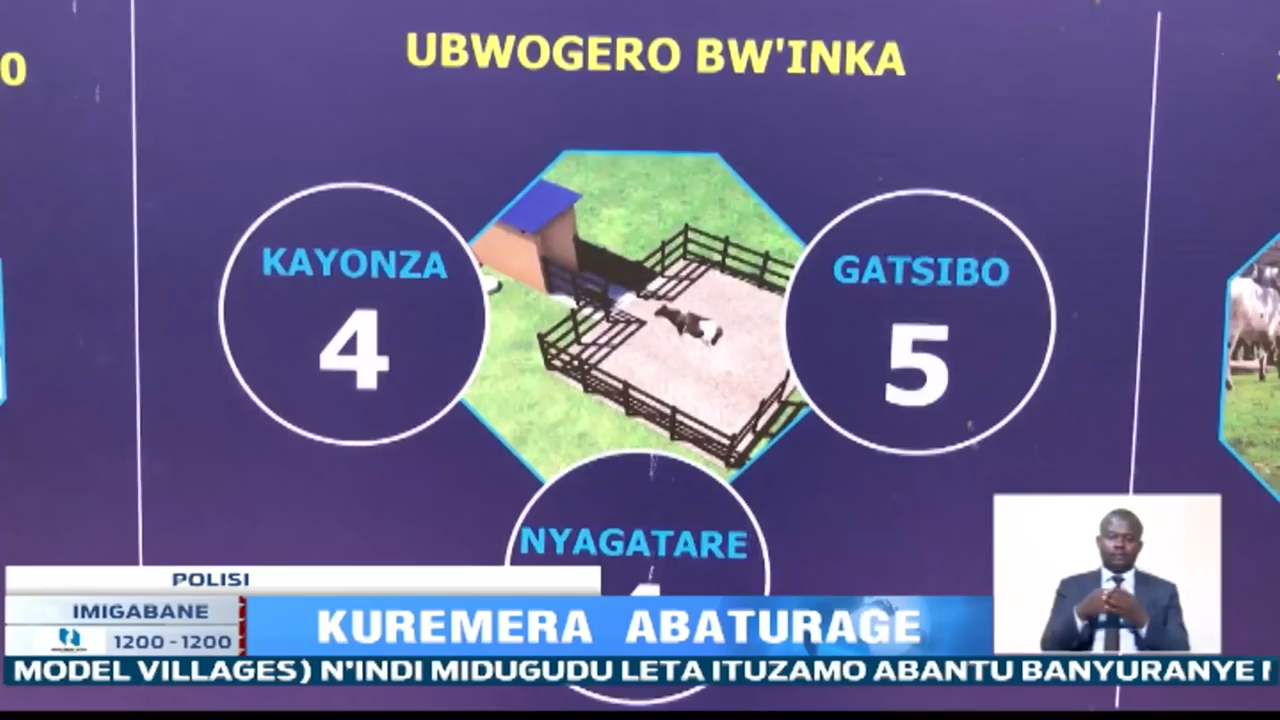 0
UBWOGERO BW'INKA
KAYONZA
4
GATSIBO
5
NYAGATARE
POLISI
IMIGABANE
1200 - 1200
KUREMERA ABATURAGE
MODEL VILLAGES) N'INDI MIDUGUDU LETA ITUZAMO ABANTU BANYURANYE